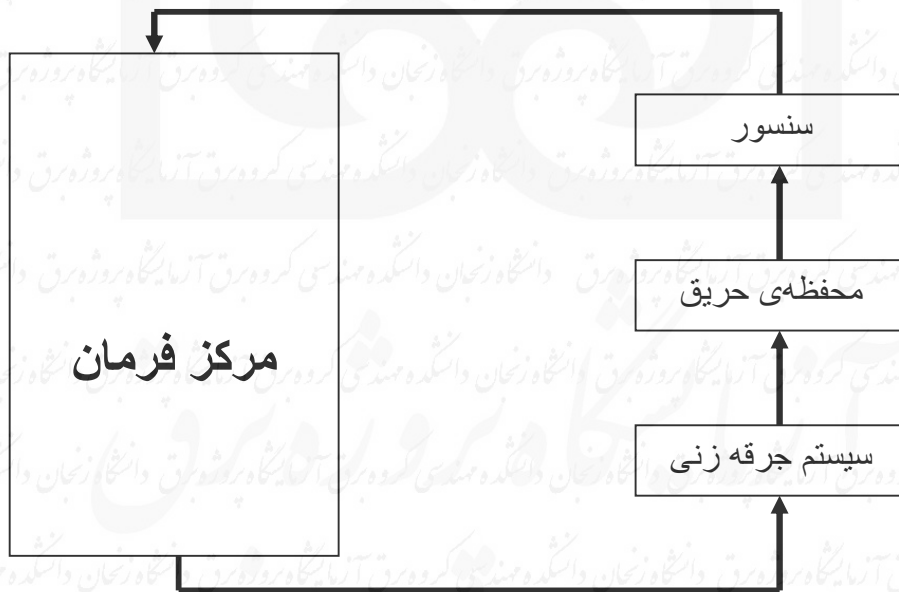 سنسور
محفظه‌ی حریق
مرکز فرمان
سیستم جرقه زنی